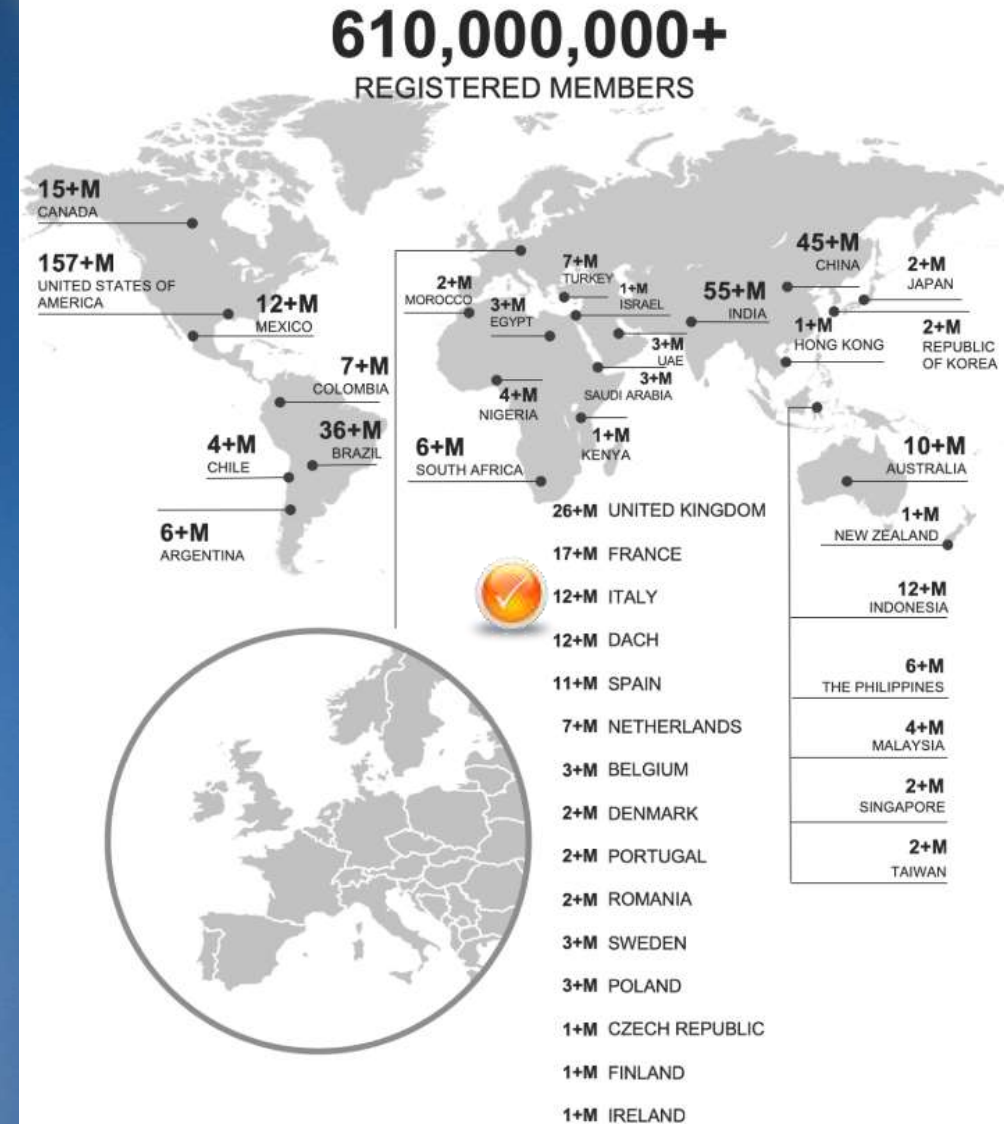 610,000,000+
REGISTERED MEMBERS
15+M
CANADA
157+M
UNITED STATES OF
AMERICA
12+M
MEXICO
7+M
COLOMBIA
36+M
BRAZIL
4+M
CHILE
6+M
ARGENTINA
2+M
MOROCCO
3+M
EGYPT
7+M
TURKEY
1+M
ISRAEL
3+M
UAE
3+M
SAUDI ARABIA
4+M
NIGERIA
1+M
KENYA
6+M
SOUTH AFRICA
55+M
INDIA
45+M
CHINA
2+M
JAPAN
1+M
HONG KONG
2+M
REPUBLIC
OF KOREA
10+M
AUSTRALIA
1+M
NEW ZEALAND
26+M UNITED KINGDOM
17+M FRANCE
12+M ITALY
12+M DACH
11+M SPAIN
7+M NETHERLANDS
3+M BELGIUM
2+M DENMARK
2+M PORTUGAL
2+M ROMANIA
3+M SWEDEN
3+M POLAND
1+M CZECH REPUBLIC
1+M FINLAND
1+M IRELAND
12+M
INDONESIA
6+M
THE PHILIPPINES
4+M
MALAYSIA
2+M
SINGAPORE
2+M
TAIWAN